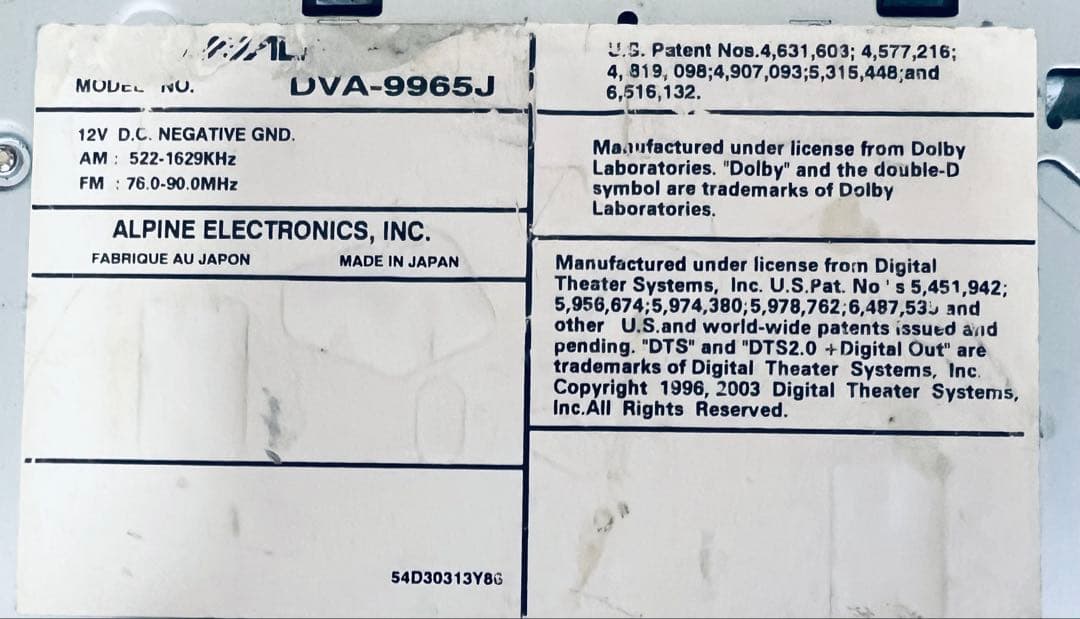 MODEL NO. DVA-9965J
12V D.C. NEGATIVE GND.
AM : 522-1629KHz
FM : 76.0-90.0MHz
ALPINE ELECTRONICS, INC.
FABRIQUE AU JAPON MADE IN JAPAN
54D30313Y8G
U.S. Patent Nos.4,631,603; 4,577,216;
4, 819, 098;4,907,093;5,315,448;and
6,516,132.
Manufactured under license from Dolby
Laboratories. "Dolby" and the double-D
symbol are trademarks of Dolby
Laboratories.
Manufactured under license from Digital
Theater Systems, Inc. U.S.Pat. No ' s 5,451,942;
5,956,674;5,974,380;5,978,762; and
other U.S.and world-wide patents issued and
pending. "DTS" and "DTS2.0 +Digital Out" are
trademarks of Digital Theater Systems, Inc.
Copyright 1996, 2003 Digital Theater Systems,
Inc.All Rights Reserved.